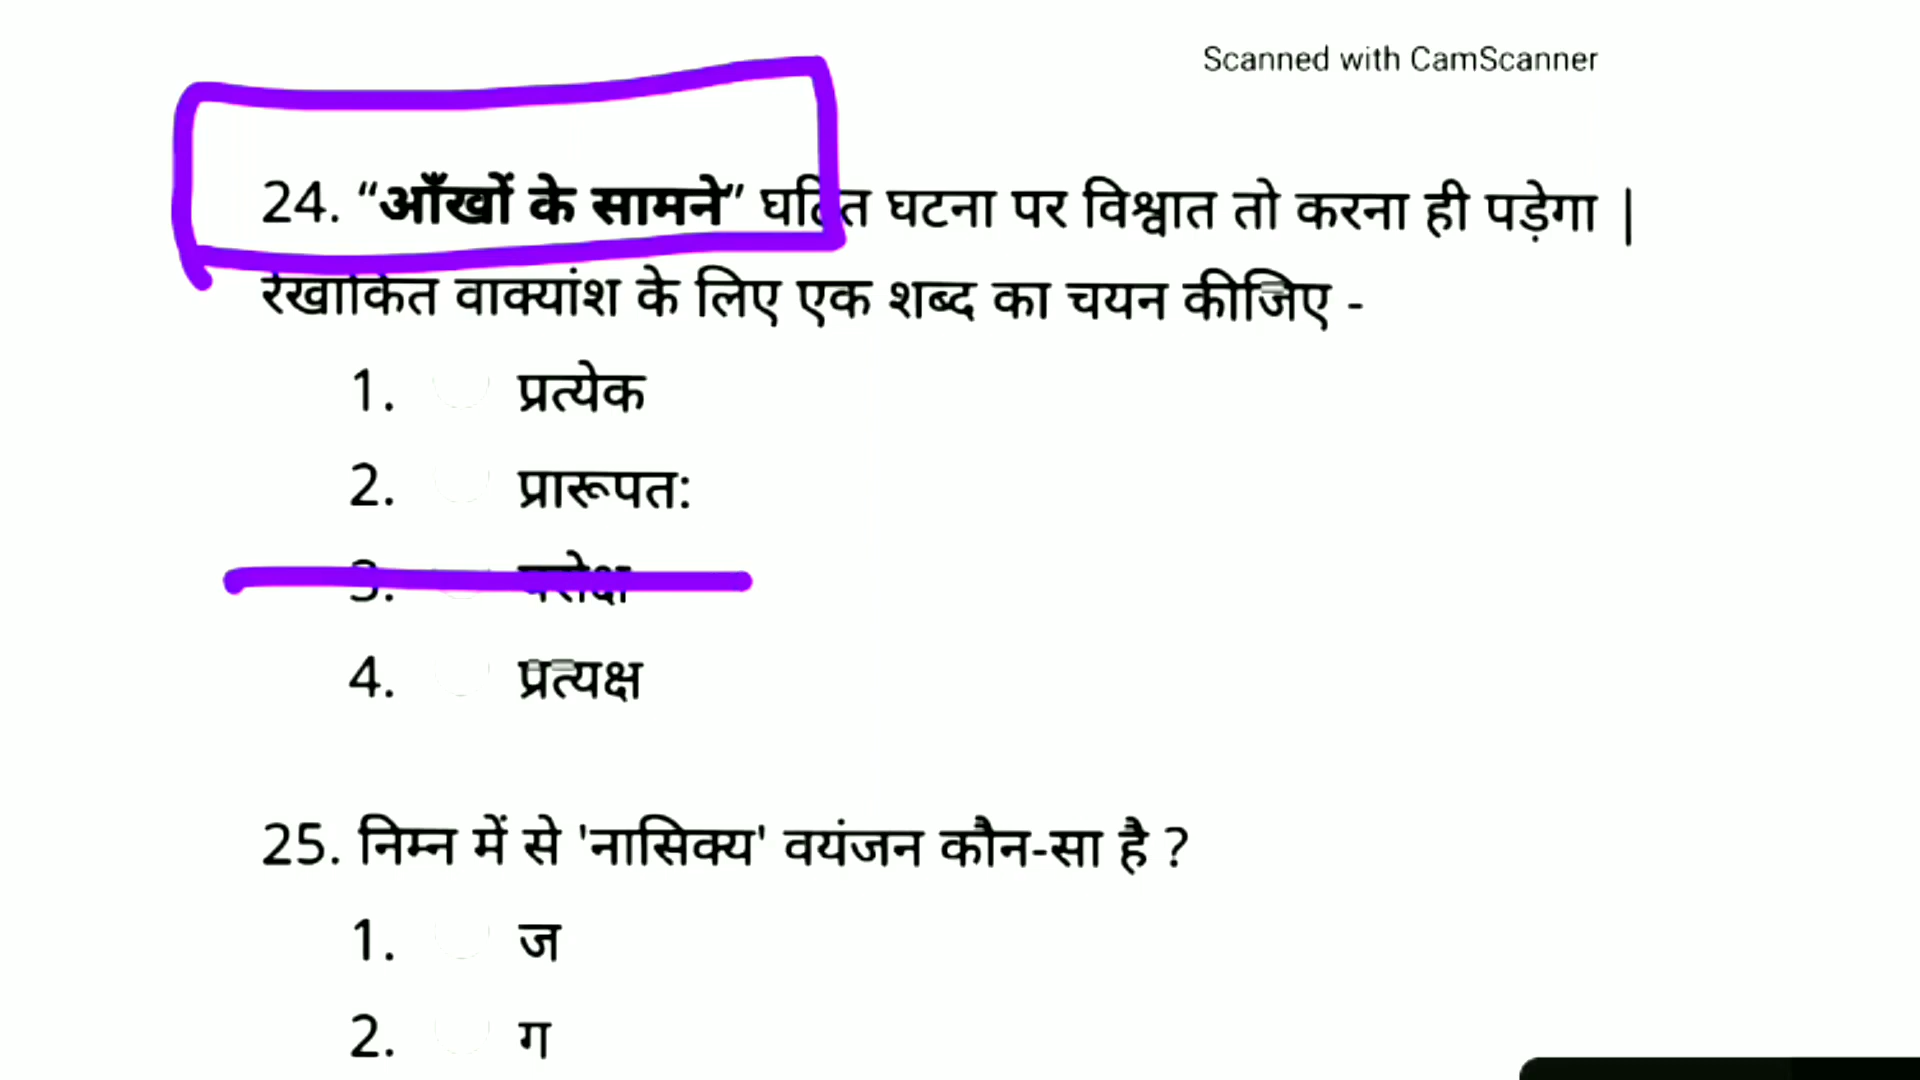 Scanned with CamScanner
24. “आँखों के सामने” घटित घटना पर विश्वात तो करना ही पड़ेगा |
रेखांकित वाक्यांश के लिए एक शब्द का चयन कीजिए -
1. प्रत्येक
2. प्रारूपत:
3. परोक्ष
4. प्रत्यक्ष
25. निम्न में से 'नासिक्य' वयंजन कौन-सा है ?
1. ज
2. ग